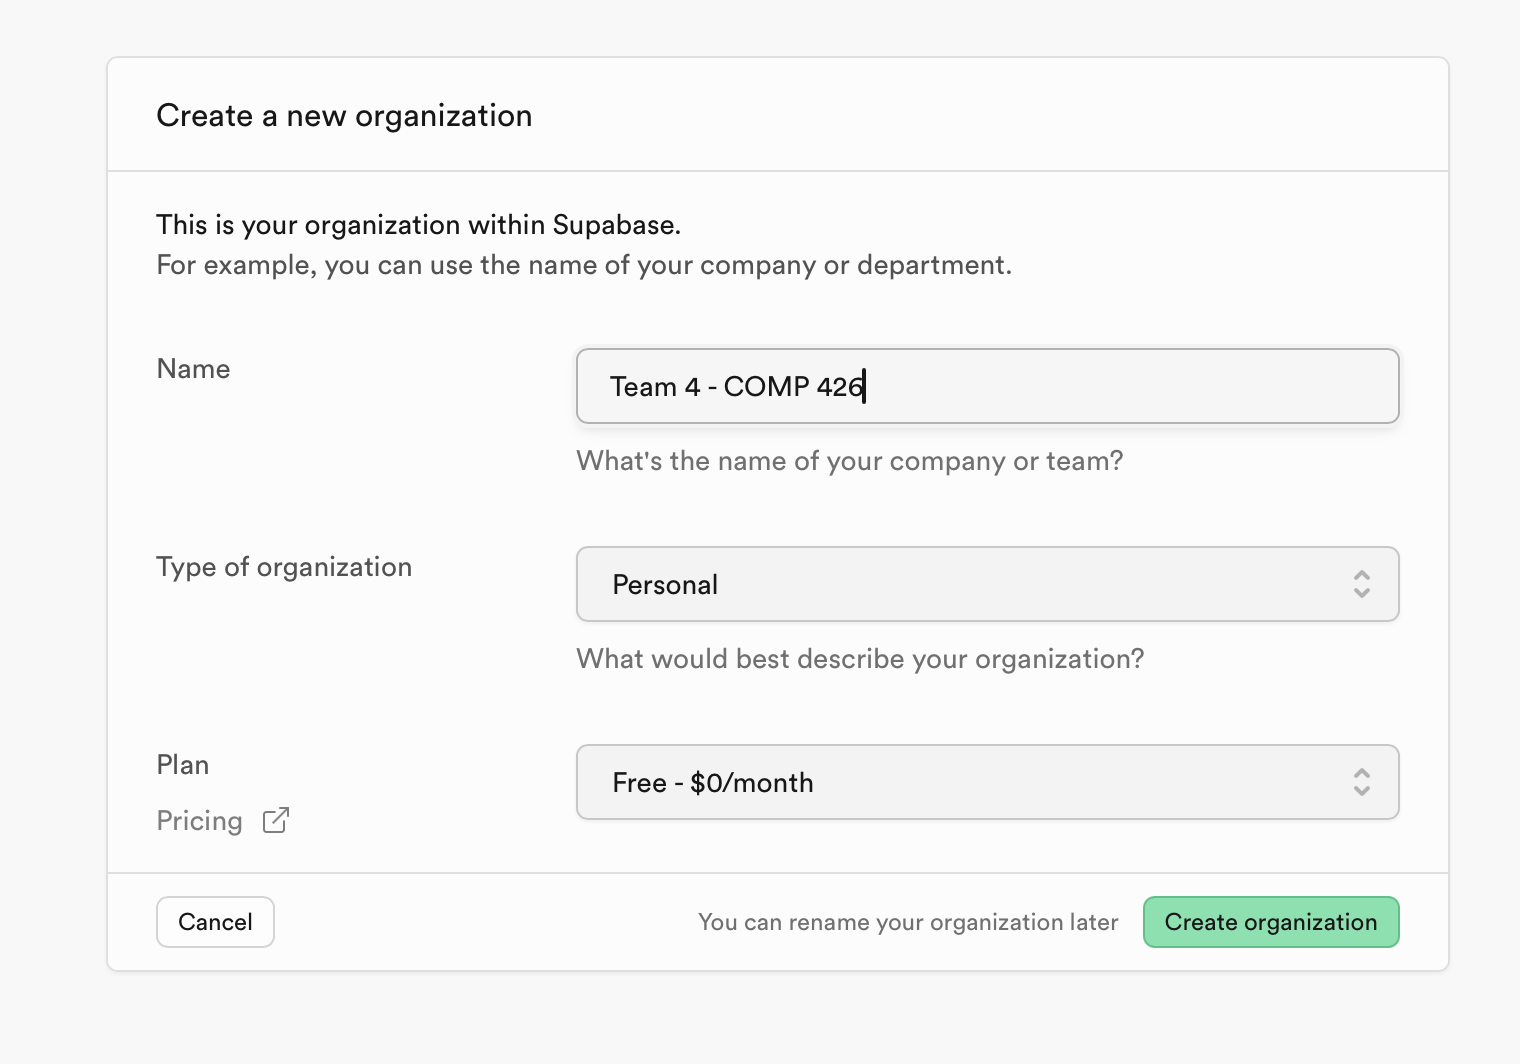 Create a new organization
This is your organization within Supabase.
For example, you can use the name of your company or department.
Name
Team 4 - COMP 426
What's the name of your company or team?
Type of organization
Personal
What would best describe your organization?
Plan
Pricing
Free - $0/month
Cancel
You can rename your organization later
Create organization